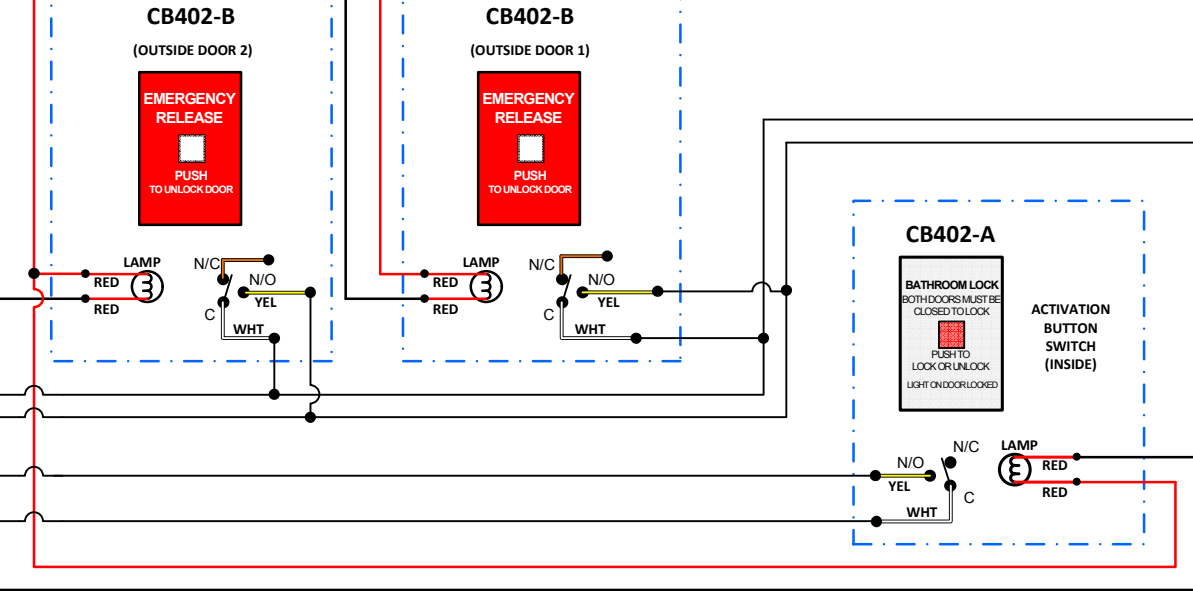 CB402-B
(OUTSIDE DOOR 2)
EMERGENCY
RELEASE
PUSH
TO UNLOCK DOOR
LAMP
RED
RED
N/C
N/O
YEL
C
WHT
CB402-B
(OUTSIDE DOOR 1)
EMERGENCY
RELEASE
PUSH
TO UNLOCK DOOR
LAMP
RED
RED
N/C
N/O
YEL
C
WHT
CB402-A
BATHROOM LOCK
BOTH DOORS MUST BE
CLOSED TO LOCK
PUSH TO
LOCK OR UNLOCK
LIGHT ON DOOR LOCKED
ACTIVATION
BUTTON
SWITCH
(INSIDE)
N/C
N/O
YEL
C
WHT
LAMP
RED
RED